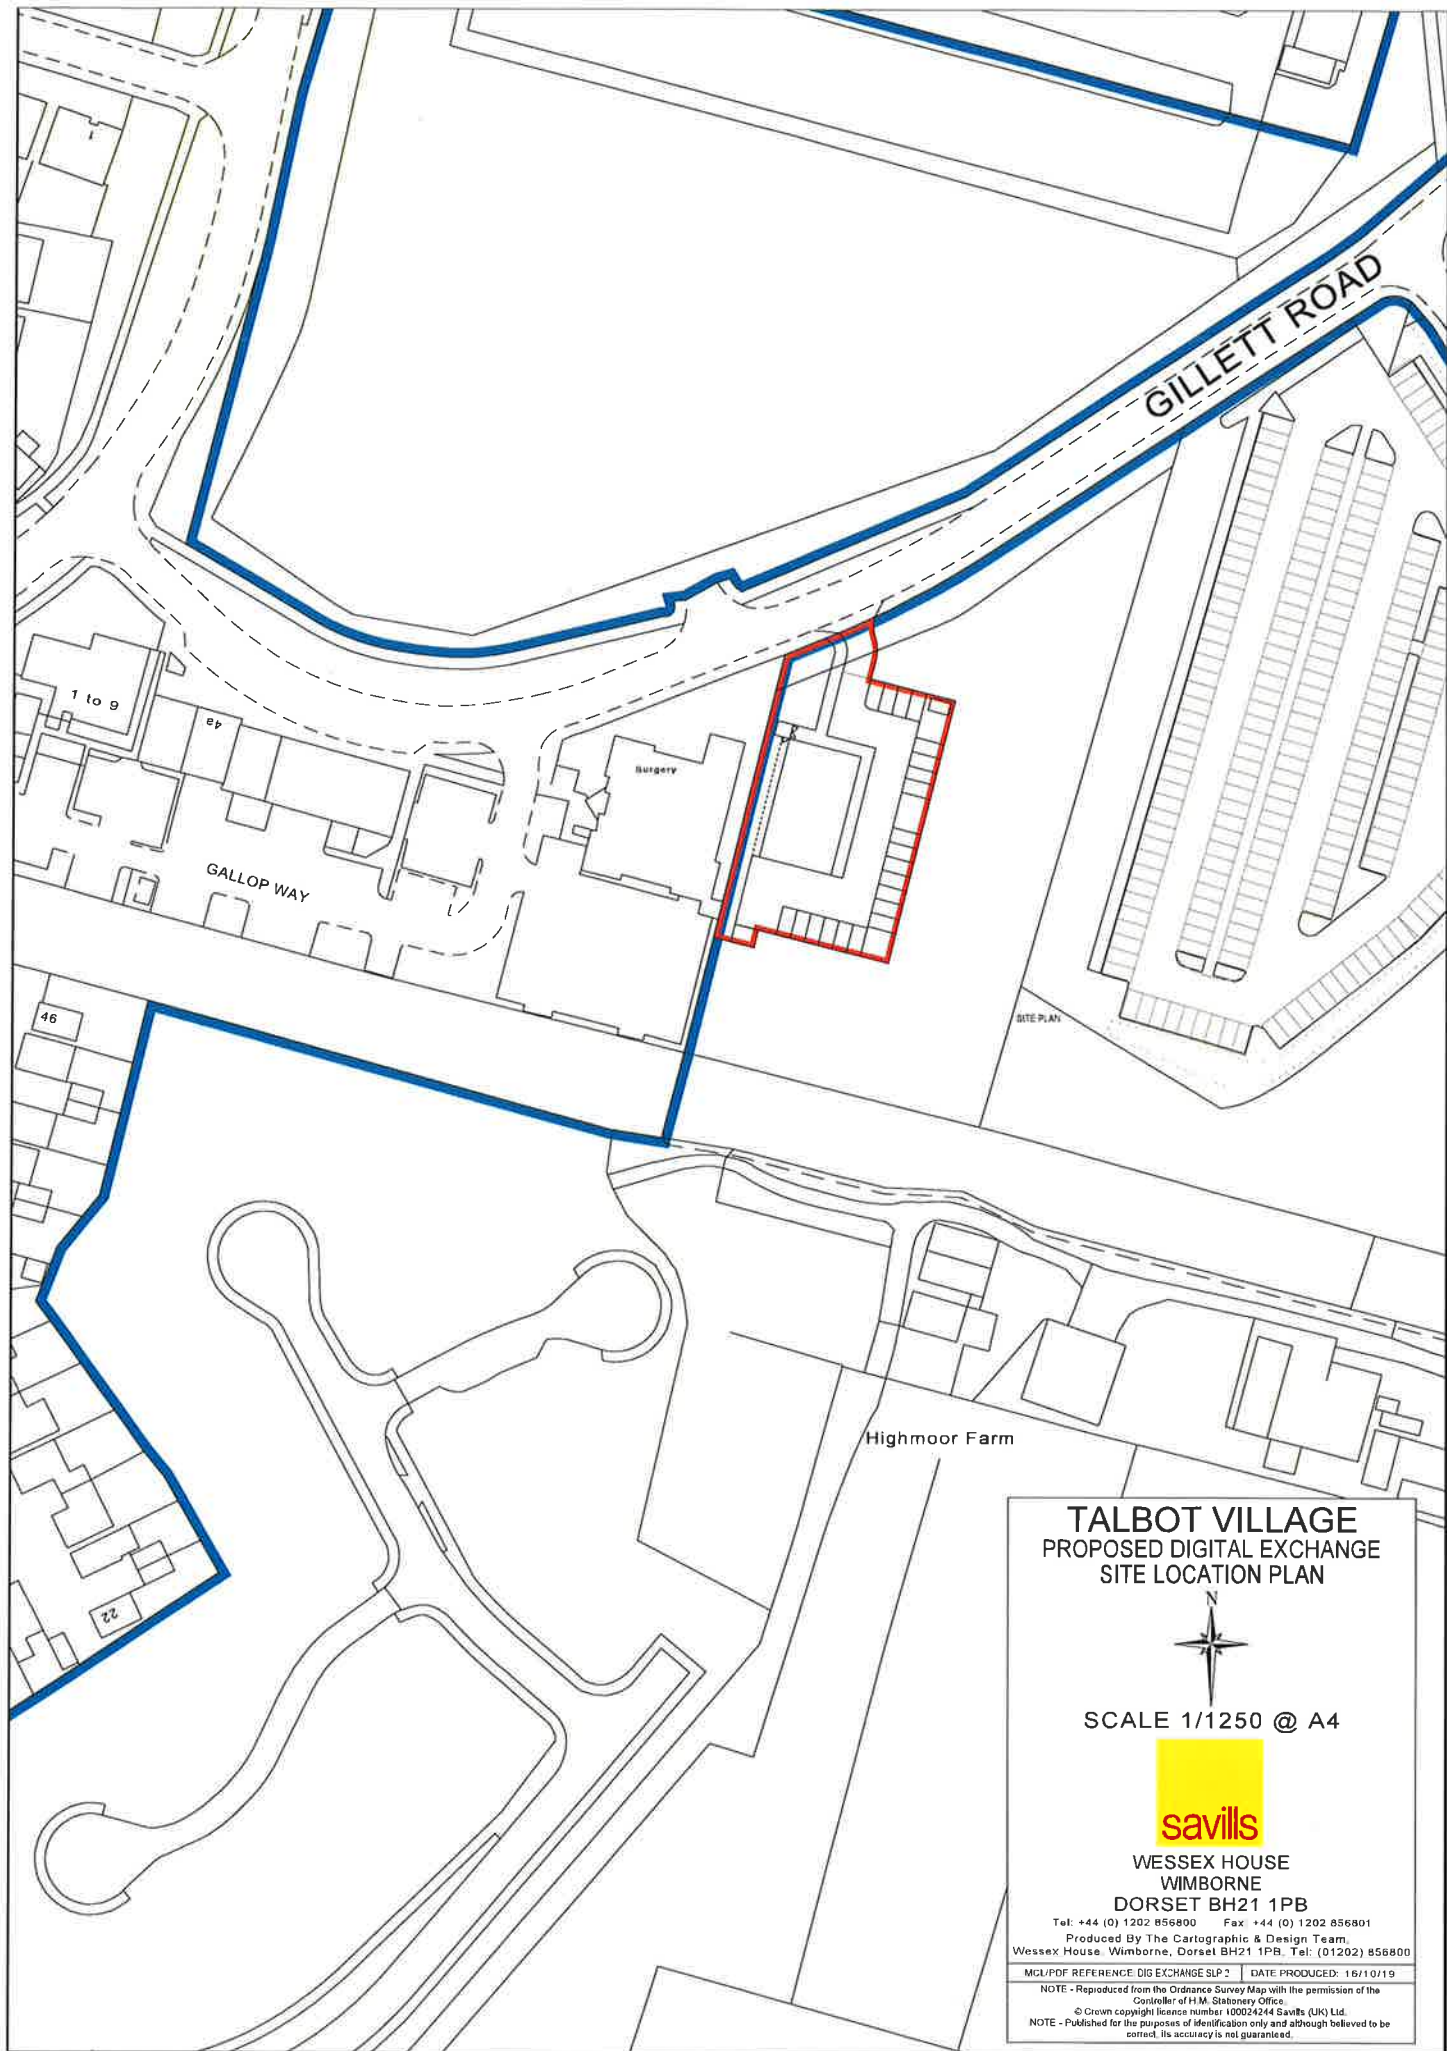 GILLETT ROAD
1 to 9
4a
Surgery
GALLOP WAY
46
SITE PLAN
Highmoor Farm
22
TALBOT VILLAGE
PROPOSED DIGITAL EXCHANGE
SITE LOCATION PLAN
N
SCALE 1/1250 @ A4
savills
WESSEX HOUSE
WIMBORNE
DORSET BH21 1PB
Tel: +44 (0) 1202 856800 Fax +44 (0) 1202 856801
Produced By The Cartographic & Design Team,
Wessex House, Wimborne, Dorset BH21 1PB, Tel: (01202) 856800
MCL/PDF REFERENCE: DIG EXCHANGE SLP 2 DATE PRODUCED: 16/10/19
NOTE - Reproduced from the Ordnance Survey Map with the permission of the
Controller of H.M. Stationery Office.
© Crown copyright licence number 100024244 Savills (UK) Ltd.
NOTE - Published for the purposes of identification only and although believed to be
correct, its accuracy is not guaranteed.